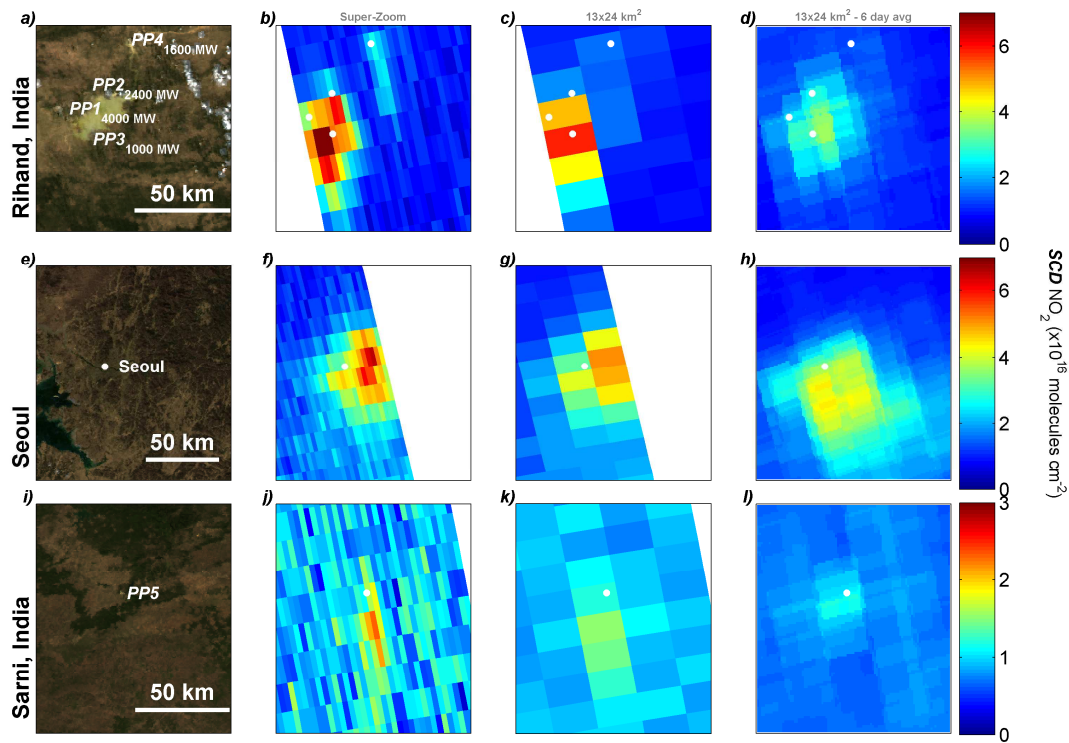 a)
b)
Super-Zoom
c)
13x24 km²
d)
13x24 km² - 6 day avg
Rihand, India
PP4 1600 MW
PP2 2400 MW
PP1 4000 MW
PP3 1000 MW
50 km
6
4
2
0
e)
f)
g)
h)
Seoul
Seoul
50 km
6
4
2
0
SCD NO₂ (x10¹⁶ molecules cm⁻²)
i)
j)
k)
l)
Sarni, India
PP5
50 km
3
2
1
0